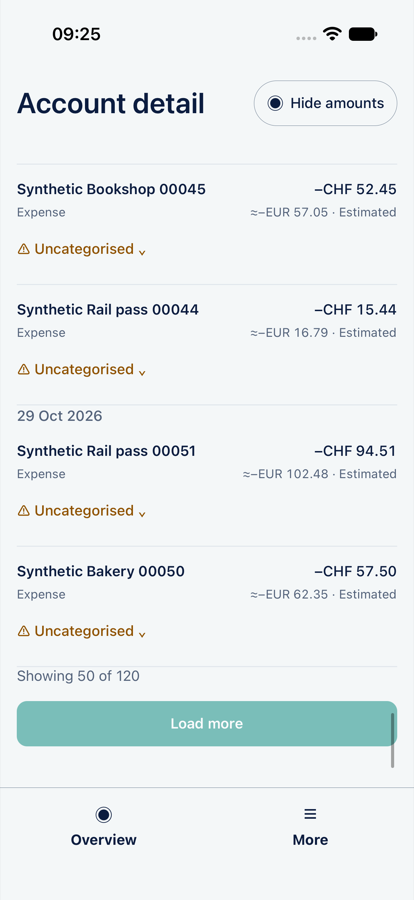 09:25
Account detail
Hide amounts
Synthetic Bookshop 00045 –CHF 52.45
Expense ≈–EUR 57.05 · Estimated
Uncategorised
Synthetic Rail pass 00044 –CHF 15.44
Expense ≈–EUR 16.79 · Estimated
Uncategorised
29 Oct 2026
Synthetic Rail pass 00051 –CHF 94.51
Expense ≈–EUR 102.48 · Estimated
Uncategorised
Synthetic Bakery 00050 –CHF 57.50
Expense ≈–EUR 62.35 · Estimated
Uncategorised
Showing 50 of 120
Load more
Overview More